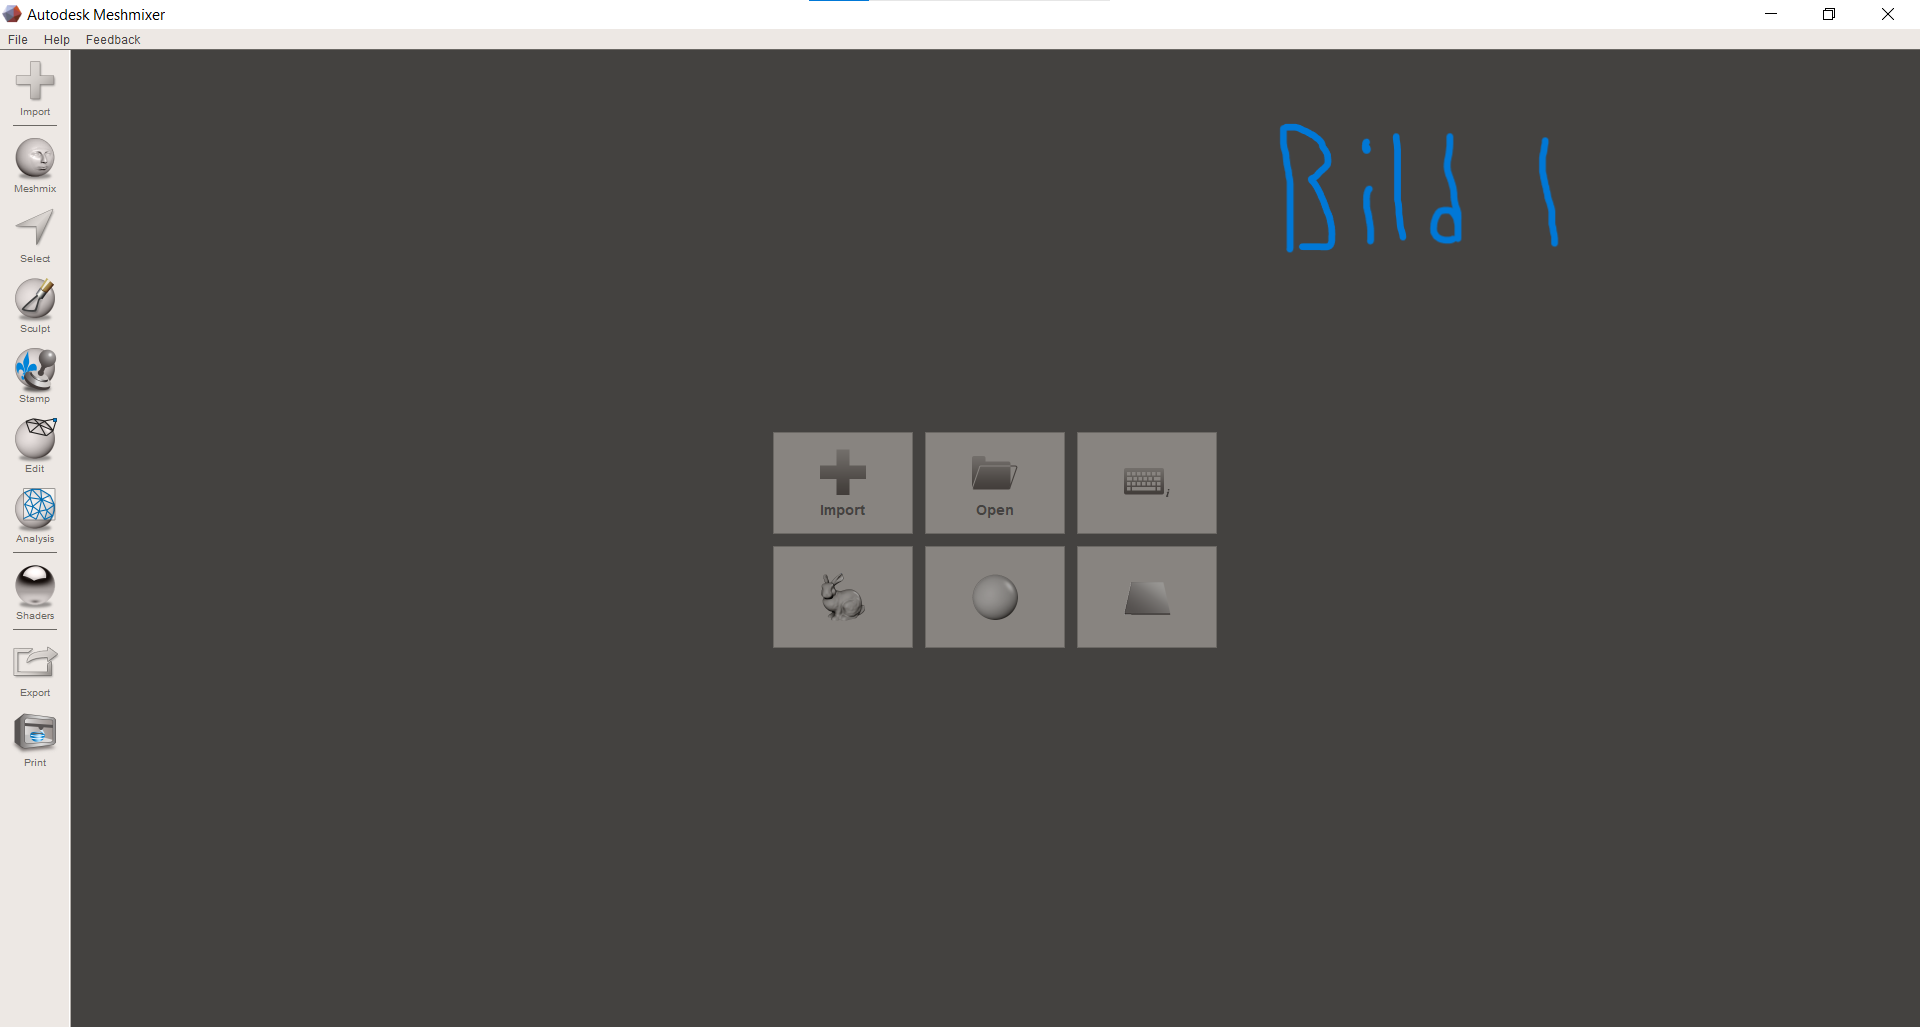 Autodesk Meshmixer
File Help Feedback
Import
Meshmix
Select
Sculpt
Stamp
Edit
Analysis
Shaders
Export
Print
Bild 1
Import Open
i